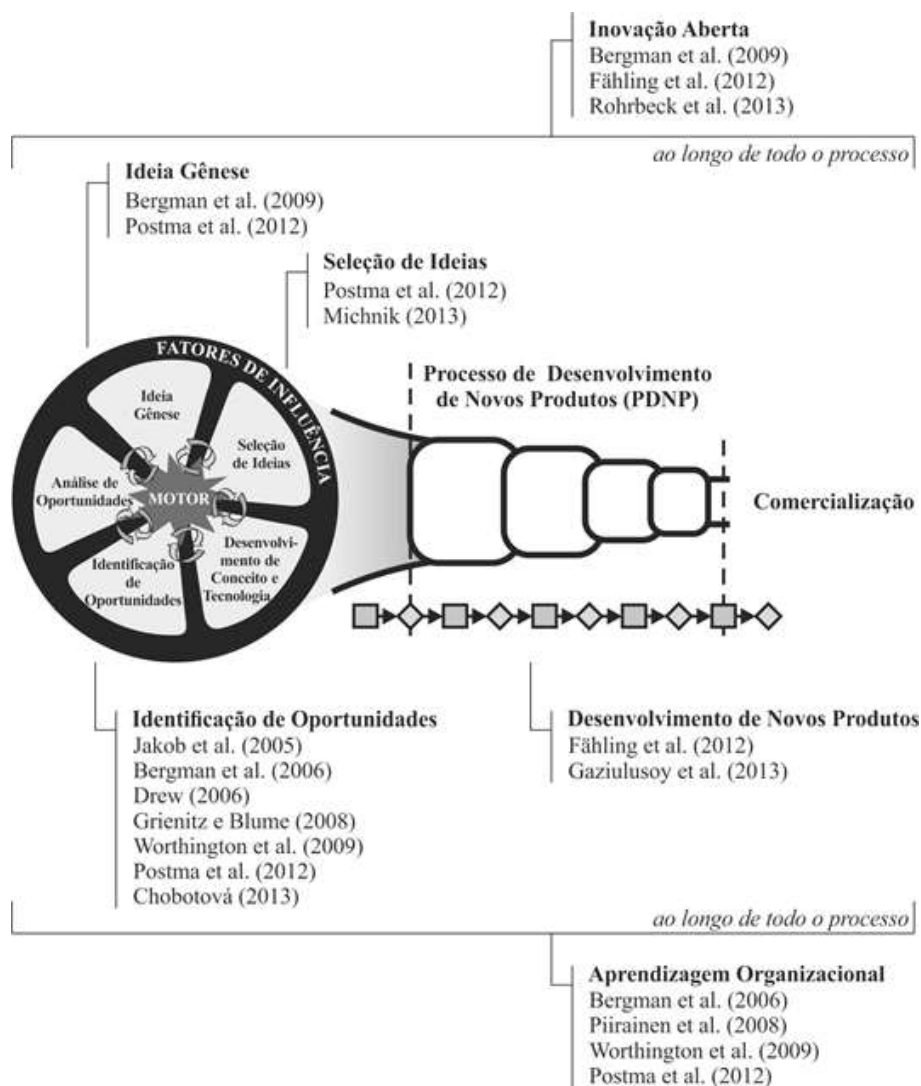 Inovação Aberta
Bergman et al. (2009)
Fähling et al. (2012)
Rohrbeck et al. (2013)
ao longo de todo o processo
Ideia Gênese
Bergman et al. (2009)
Postma et al. (2012)
Seleção de Ideias
Postma et al. (2012)
Michnik (2013)
FATORES DE INFLUÊNCIA
Ideia
Gênese
Seleção
de Ideias
Análise de
Oportunidades
MOTOR
Identificação
de
Oportunidades
Desenvolvi-
mento de
Conceito e
Tecnologia
Processo de Desenvolvimento
de Novos Produtos (PDNP)
Comercialização
Identificação de Oportunidades
Jakob et al. (2005)
Bergman et al. (2006)
Drew (2006)
Grienitz e Blume (2008)
Worthington et al. (2009)
Postma et al. (2012)
Chobotová (2013)
Desenvolvimento de Novos Produtos
Fähling et al. (2012)
Gaziulusoy et al. (2013)
ao longo de todo o processo
Aprendizagem Organizacional
Bergman et al. (2006)
Piirainen et al. (2008)
Worthington et al. (2009)
Postma et al. (2012)